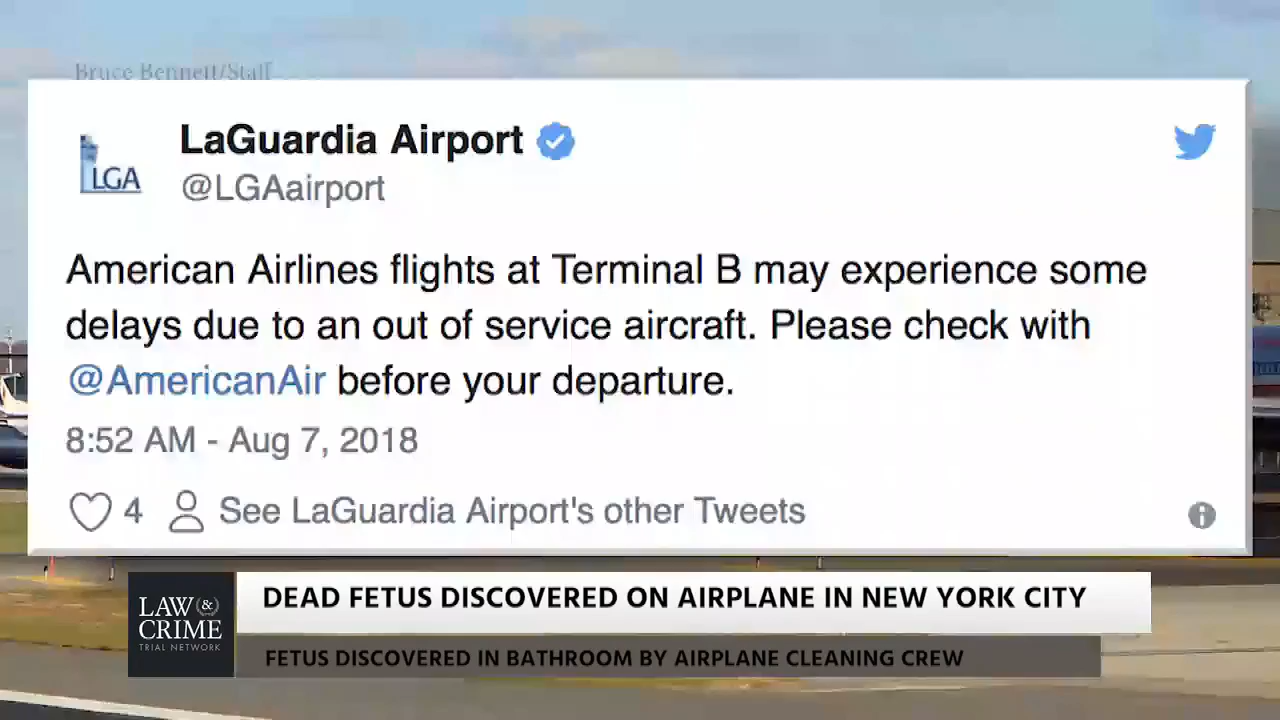 Bruce Bennett/Staff
LaGuardia Airport
LGA
@LGAairport
American Airlines flights at Terminal B may experience some
delays due to an out of service aircraft. Please check with
@AmericanAir before your departure.
8:52 AM - Aug 7, 2018
4 See LaGuardia Airport's other Tweets
LAW &
CRIME
TRIAL NETWORK
DEAD FETUS DISCOVERED ON AIRPLANE IN NEW YORK CITY
FETUS DISCOVERED IN BATHROOM BY AIRPLANE CLEANING CREW